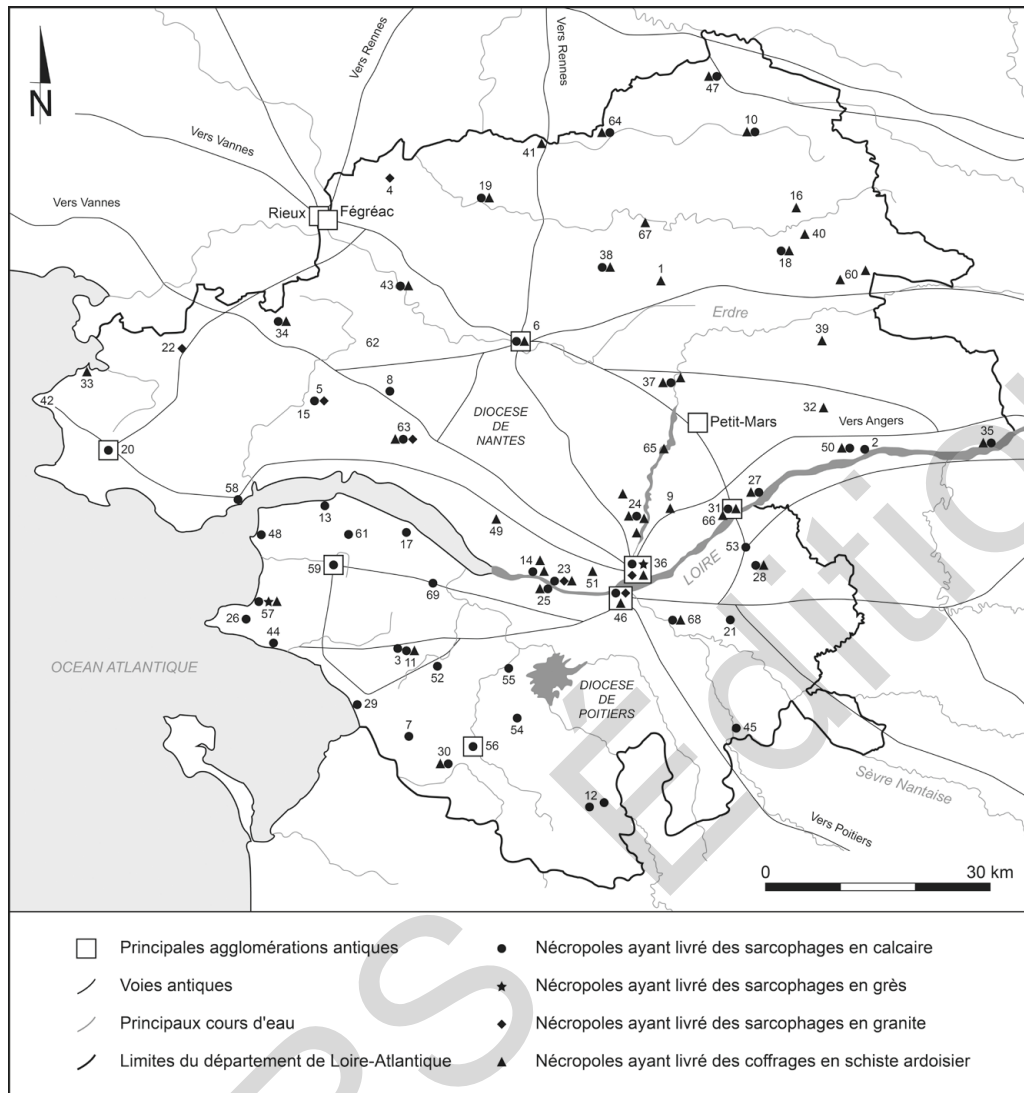 Vers Rennes
Vers Rennes
N
47
64
10
41
Vers Vannes
4
19
16
Vers Vannes
Rieux
Fégréac
67
40
38
18
1
60
43
Erdre
34
6
62
39
22
33
37
5
8
32
42
15
DIOCESE
DE
NANTES
Petit-Mars
Vers Angers
63
35
20
65
50
2
27
58
24
9
31
13
49
66
48
61
17
53
14
23
51
36
LOIRE
59
28
69
25
46
57
26
68
21
44
3
11
OCEAN ATLANTIQUE
52
55
DIOCESE
DE
POITIERS
29
54
7
45
56
30
Sèvre Nantaise
12
Vers Poitiers
0
30 km
Principales agglomérations antiques
Voies antiques
Principaux cours d'eau
Limites du département de Loire-Atlantique
Nécropoles ayant livré des sarcophages en calcaire
Nécropoles ayant livré des sarcophages en grès
Nécropoles ayant livré des sarcophages en granite
Nécropoles ayant livré des coffrages en schiste ardoisier